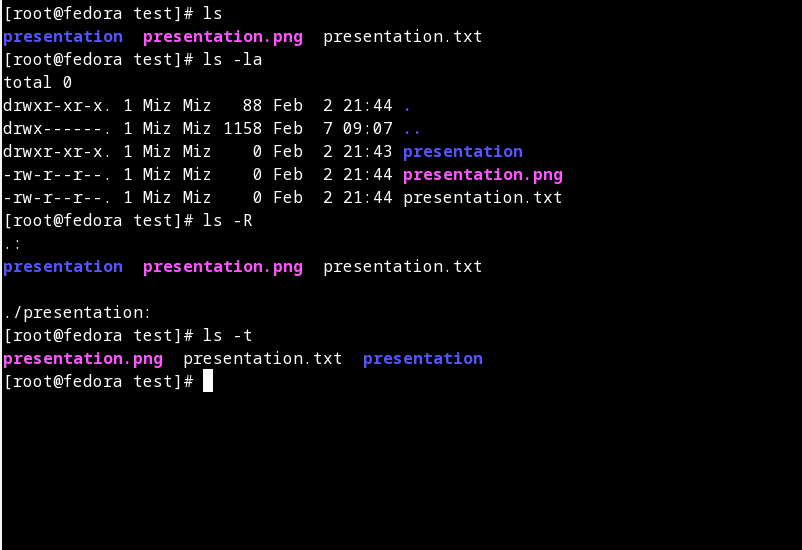 [root@fedora test]# ls
presentation  presentation.png  presentation.txt
[root@fedora test]# ls -la
total 0
drwxr-xr-x. 1 Miz Miz   88 Feb  2 21:44 .
drwx------. 1 Miz Miz 1158 Feb  7 09:07 ..
drwxr-xr-x. 1 Miz Miz    0 Feb  2 21:43 presentation
-rw-r--r--. 1 Miz Miz    0 Feb  2 21:44 presentation.png
-rw-r--r--. 1 Miz Miz    0 Feb  2 21:44 presentation.txt
[root@fedora test]# ls -R
.:
presentation  presentation.png  presentation.txt

./presentation:
[root@fedora test]# ls -t
presentation.png  presentation.txt  presentation
[root@fedora test]#